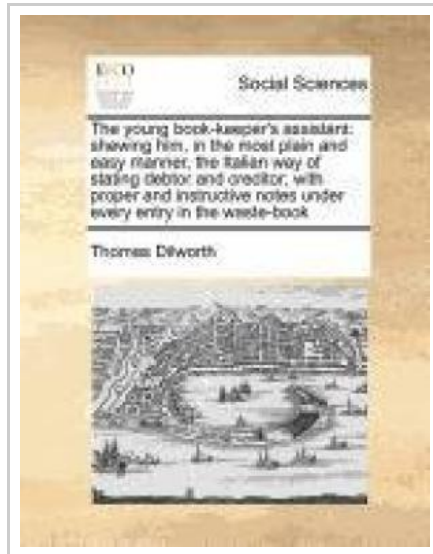 Social Sciences
The young book-keeper's assistant:
shewing him, in the most plain and
easy manner, the Italian way of
stating debtor and creditor; with
proper and instructive notes under
every entry in the waste-book
Thomas Dilworth